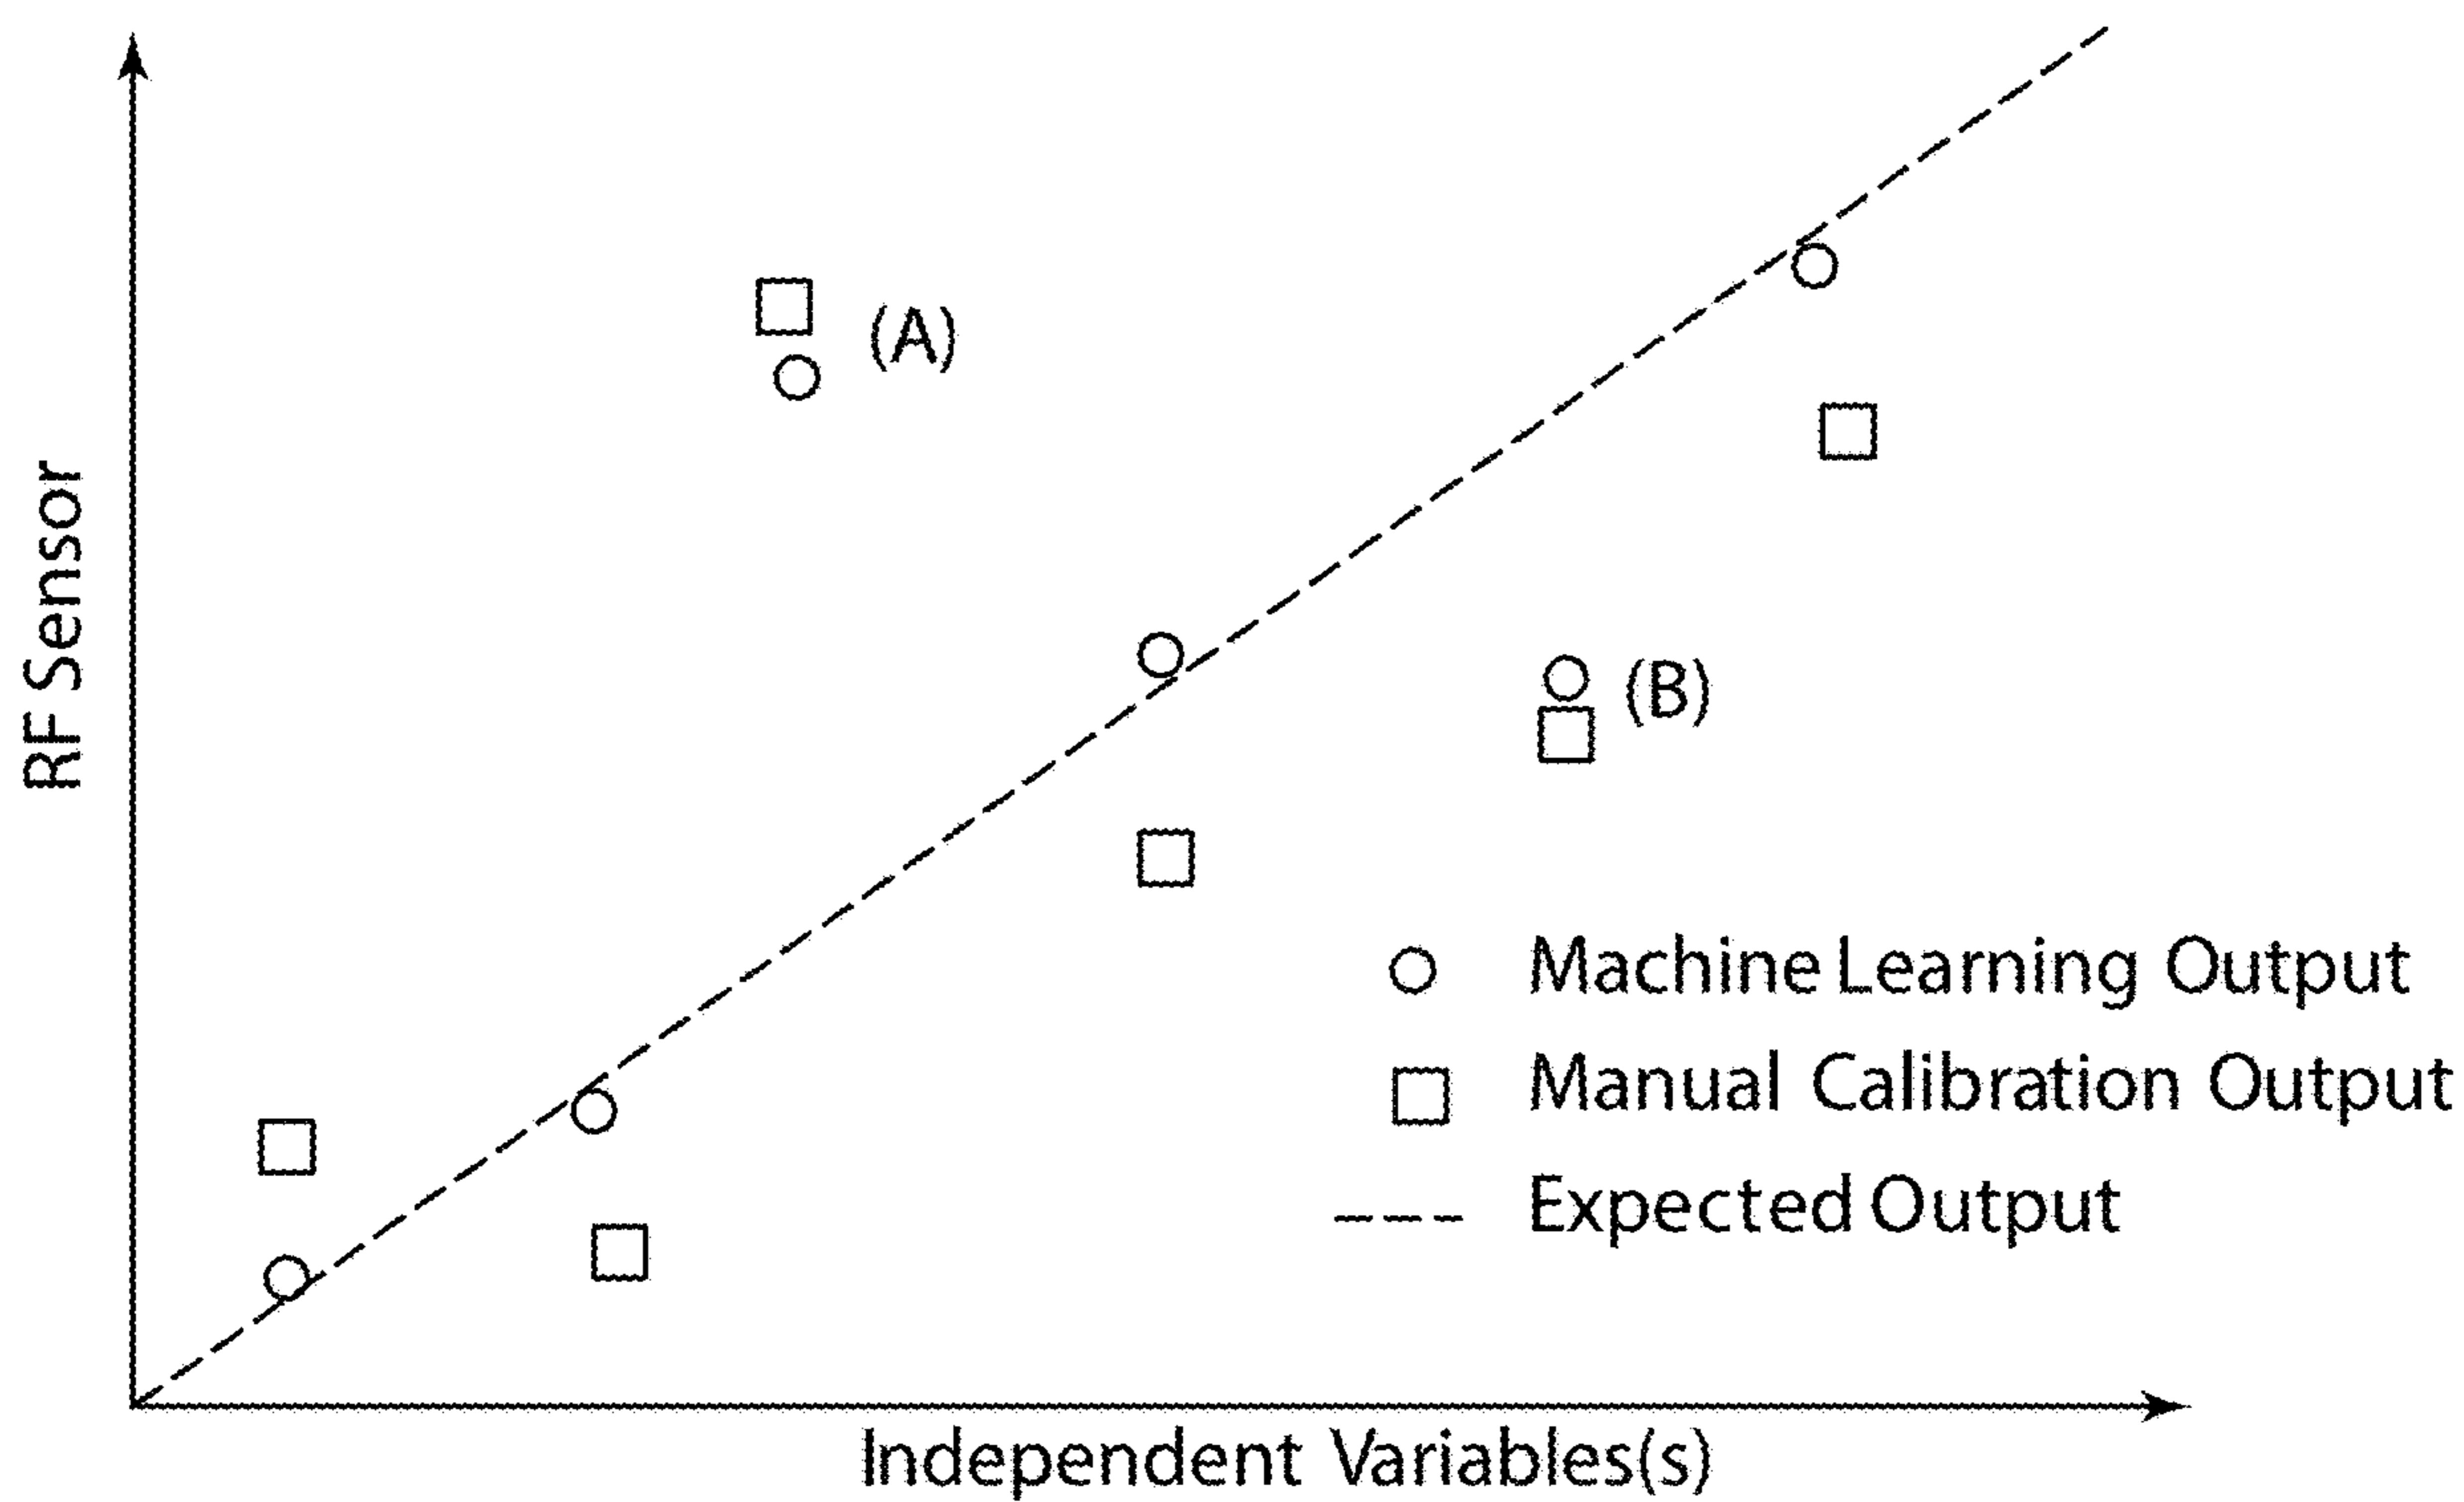 RF Sensor
(A)
(B)
Machine Learning Output
Manual Calibration Output
Expected Output
Independent Variables(s)